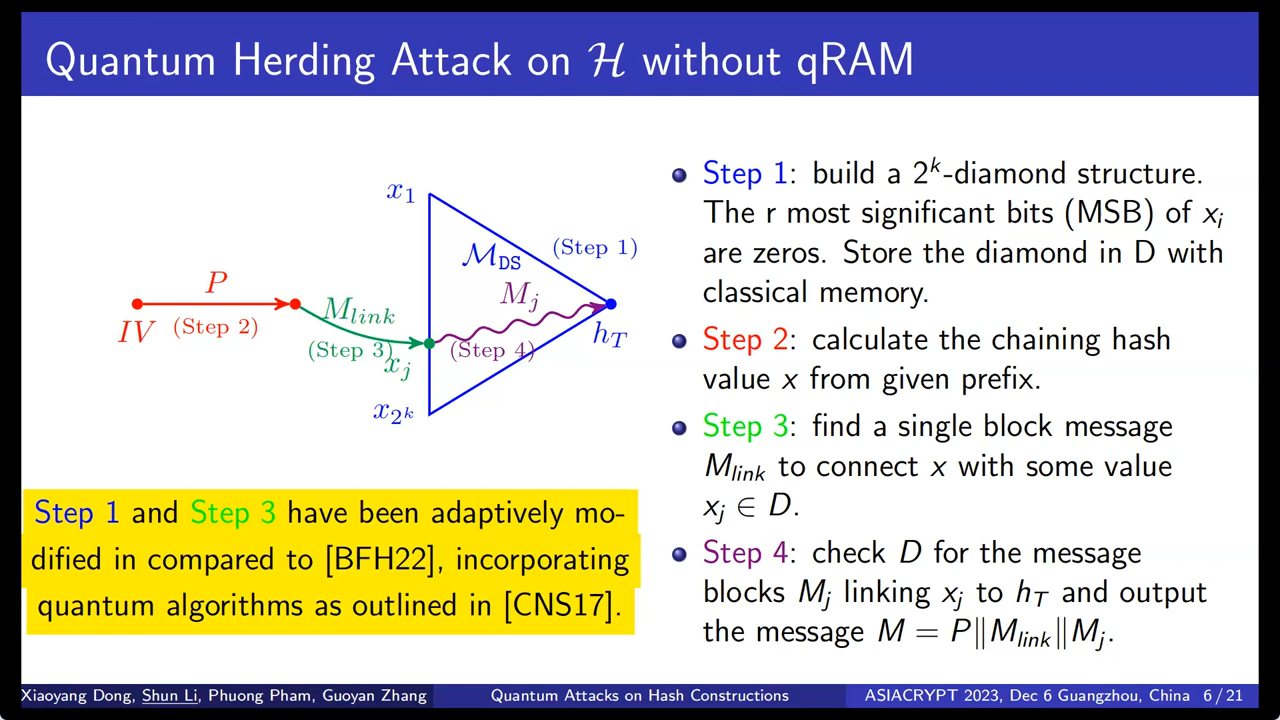 Quantum Herding Attack on ℋ without qRAM
x₁
(Step 1)
ℳ_DS
P
M_j
M_link
IV
(Step 2)
h_T
(Step 3)
(Step 4)
x_j
x_{2^k}
Step 1 and Step 3 have been adaptively mo-
dified in compared to [BFH22], incorporating
quantum algorithms as outlined in [CNS17].
Step 1: build a 2^k-diamond structure.
The r most significant bits (MSB) of x_i
are zeros. Store the diamond in D with
classical memory.
Step 2: calculate the chaining hash
value x from given prefix.
Step 3: find a single block message
M_link to connect x with some value
x_j ∈ D.
Step 4: check D for the message
blocks M_j linking x_j to h_T and output
the message M = P‖M_link‖M_j.
Xiaoyang Dong, Shun Li, Phuong Pham, Guoyan Zhang
Quantum Attacks on Hash Constructions
ASIACRYPT 2023, Dec 6 Guangzhou, China 6 / 21